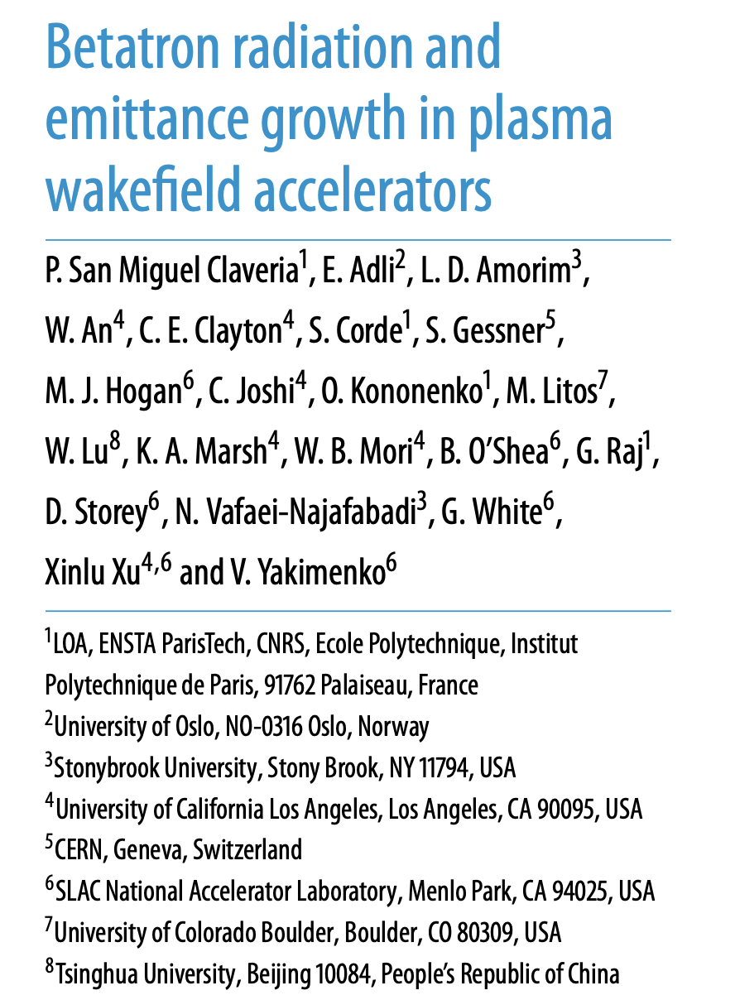 Betatron radiation and
emittance growth in plasma
wakefield accelerators
P. San Miguel Claveria1, E. Adli2, L. D. Amorim3,
W. An4, C. E. Clayton4, S. Corde1, S. Gessner5,
M. J. Hogan6, C. Joshi4, O. Kononenko1, M. Litos7,
W. Lu8, K. A. Marsh4, W. B. Mori4, B. O’Shea6, G. Raj1,
D. Storey6, N. Vafaei-Najafabadi3, G. White6,
Xinlu Xu4,6 and V. Yakimenko6
1LOA, ENSTA ParisTech, CNRS, Ecole Polytechnique, Institut
Polytechnique de Paris, 91762 Palaiseau, France
2University of Oslo, NO-0316 Oslo, Norway
3Stonybrook University, Stony Brook, NY 11794, USA
4University of California Los Angeles, Los Angeles, CA 90095, USA
5CERN, Geneva, Switzerland
6SLAC National Accelerator Laboratory, Menlo Park, CA 94025, USA
7University of Colorado Boulder, Boulder, CO 80309, USA
8Tsinghua University, Beijing 10084, People’s Republic of China